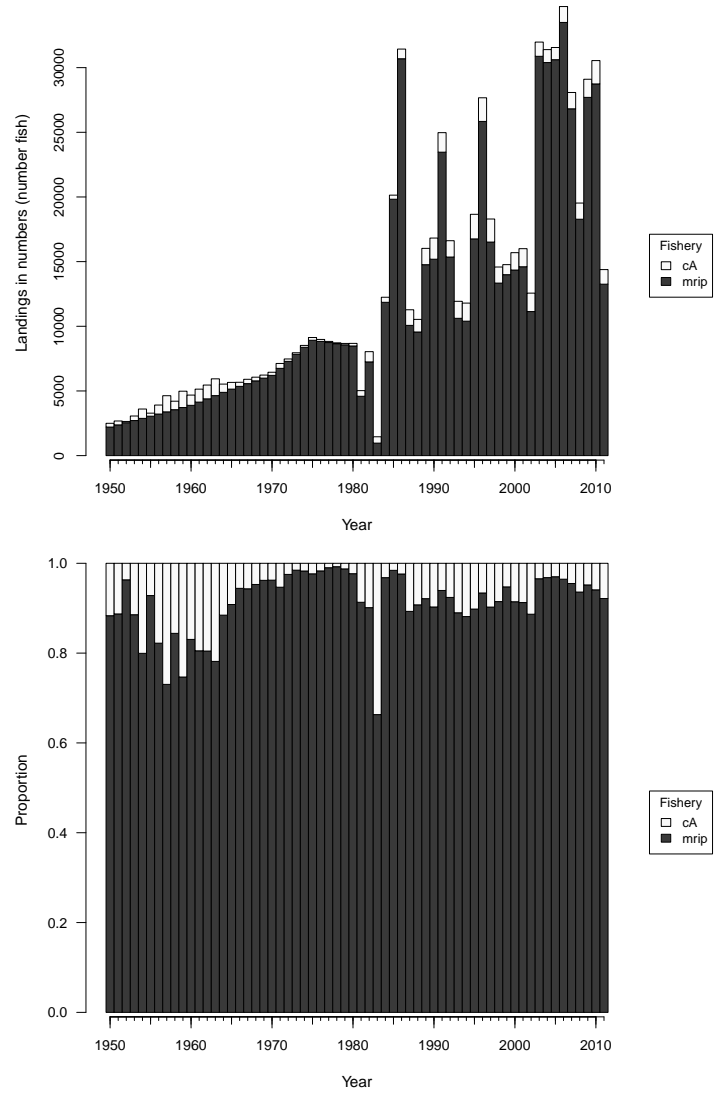 Landings in numbers (number fish)
30000
25000
20000
15000
10000
5000
0
1950 1960 1970 1980 1990 2000 2010
Year
Fishery
cA
mrip
Proportion
1.0
0.8
0.6
0.4
0.2
0.0
1950 1960 1970 1980 1990 2000 2010
Year
Fishery
cA
mrip